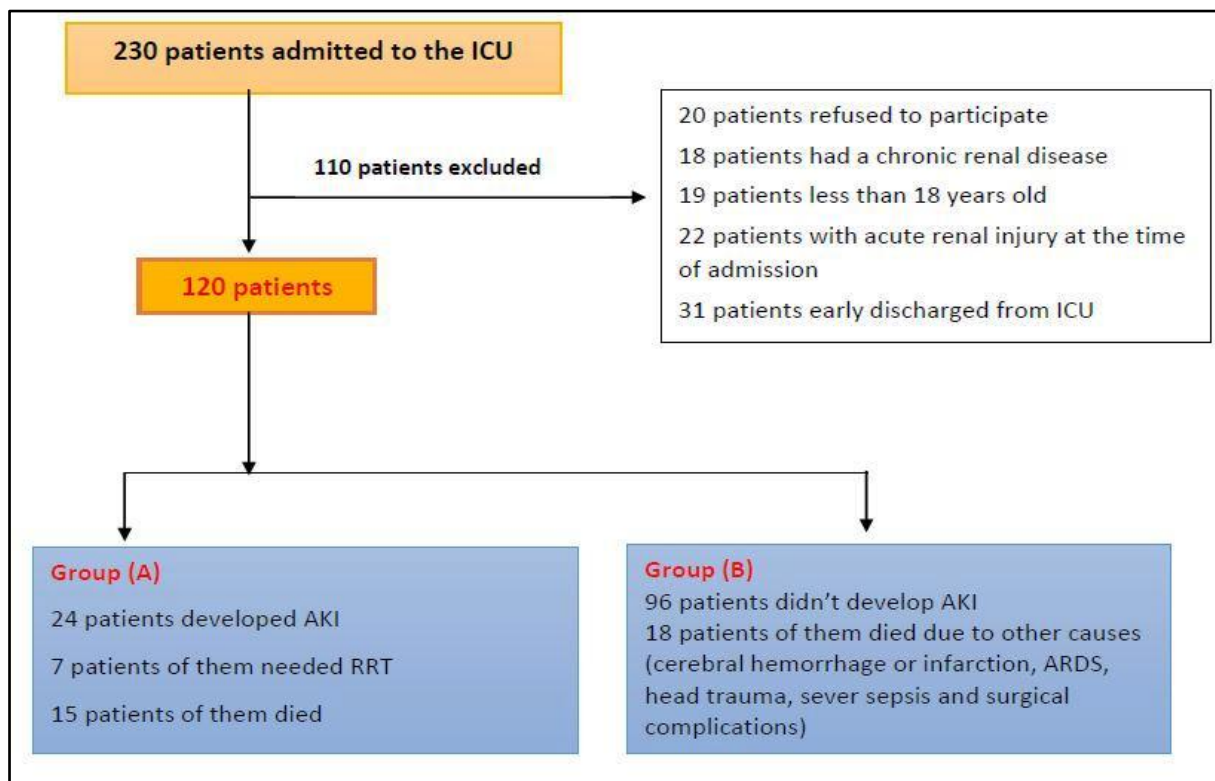 230 patients admitted to the ICU
110 patients excluded
20 patients refused to participate
18 patients had a chronic renal disease
19 patients less than 18 years old
22 patients with acute renal injury at the time
of admission
31 patients early discharged from ICU
120 patients
Group (A)
24 patients developed AKI
7 patients of them needed RRT
15 patients of them died
Group (B)
96 patients didn’t develop AKI
18 patients of them died due to other causes
(cerebral hemorrhage or infarction, ARDS,
head trauma, sever sepsis and surgical
complications)